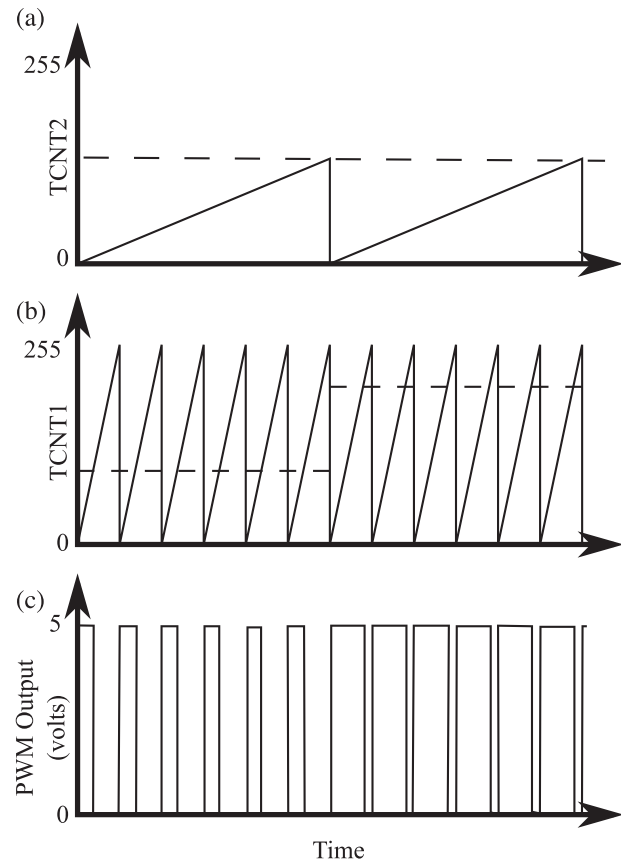 (a)
255
TCNT2
0
(b)
255
TCNT1
0
(c)
5
PWM Output
(volts)
0
Time